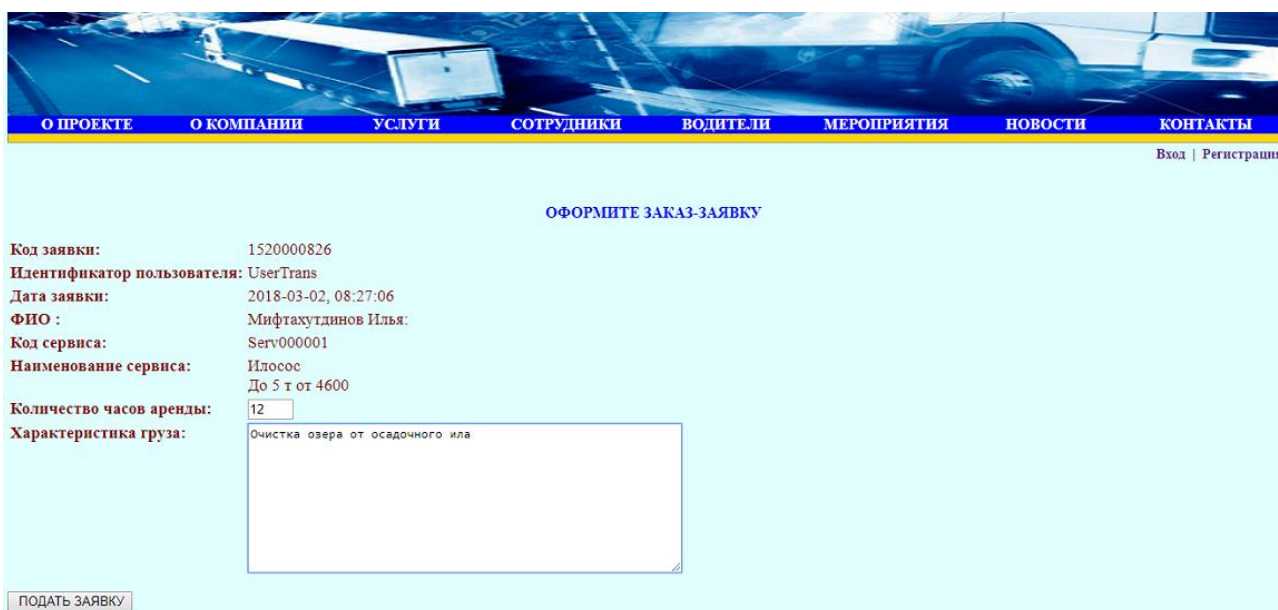 О ПРОЕКТЕ О КОМПАНИИ УСЛУГИ СОТРУДНИКИ ВОДИТЕЛИ МЕРОПРИЯТИЯ НОВОСТИ КОНТАКТЫ
Вход | Регистрация
ОФОРМИТЕ ЗАКАЗ-ЗАЯВКУ
Код заявки: 1520000826
Идентификатор пользователя: UserTrans
Дата заявки: 2018-03-02, 08:27:06
ФИО : Мифтахутдинов Илья:
Код сервиса: Serv000001
Наименование сервиса: Илосос
До 5 т от 4600
Количество часов аренды: 12
Характеристика груза: Очистка озера от осадочного ила
ПОДАТЬ ЗАЯВКУ